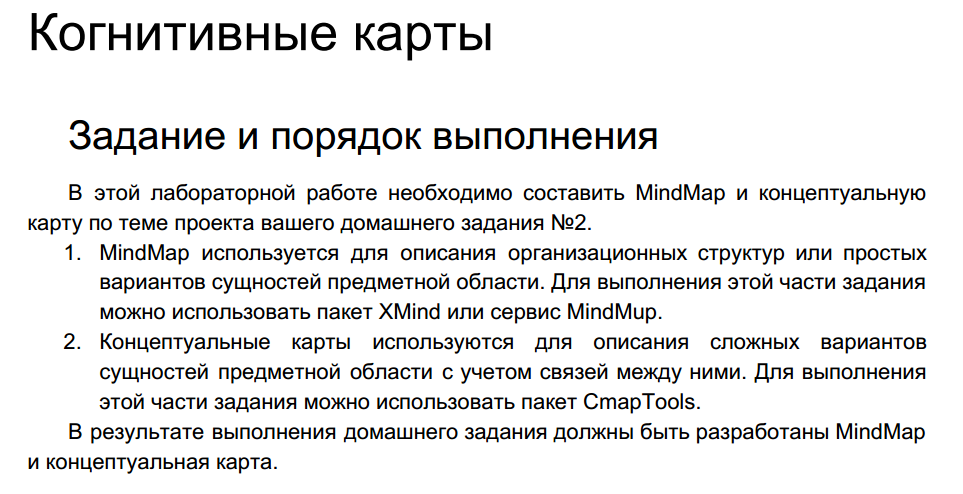 Когнитивные карты
Задание и порядок выполнения
В этой лабораторной работе необходимо составить MindMap и концептуальную
карту по теме проекта вашего домашнего задания №2.
1. MindMap используется для описания организационных структур или простых
вариантов сущностей предметной области. Для выполнения этой части задания
можно использовать пакет XMind или сервис MindMup.
2. Концептуальные карты используются для описания сложных вариантов
сущностей предметной области с учетом связей между ними. Для выполнения
этой части задания можно использовать пакет CmapTools.
В результате выполнения домашнего задания должны быть разработаны MindMap
и концептуальная карта.